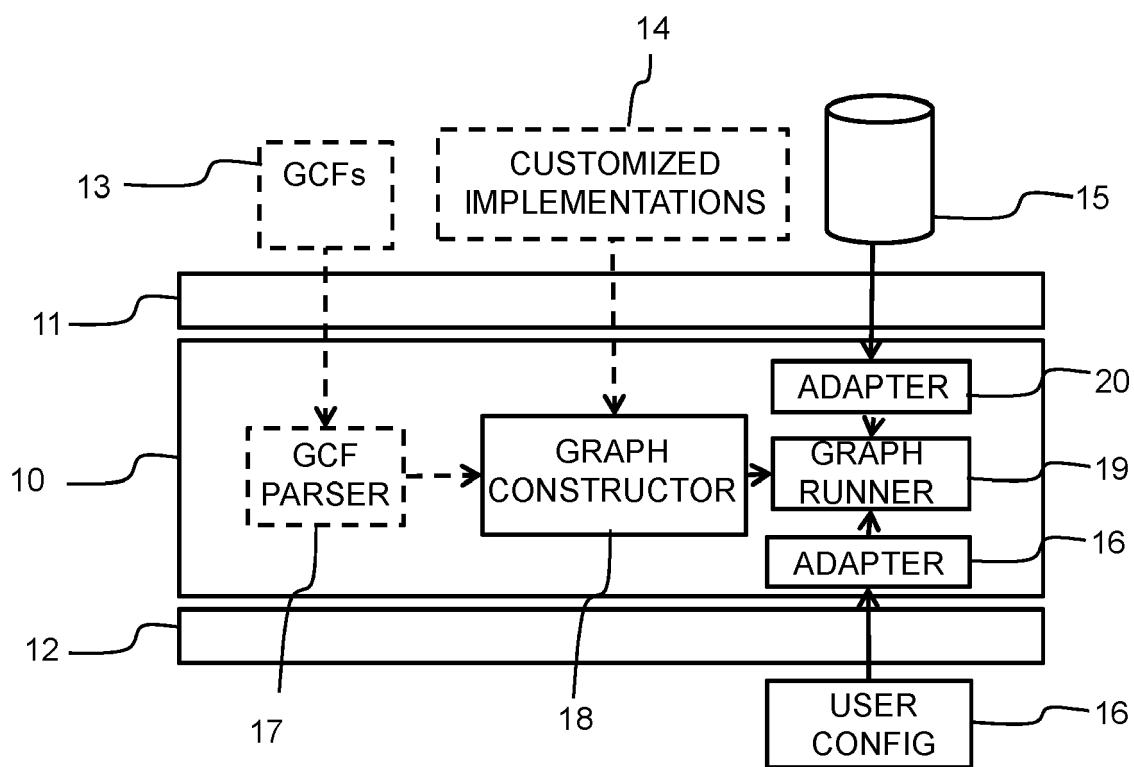 14
13
GCFs
CUSTOMIZED
IMPLEMENTATIONS
15
11
ADAPTER
20
10
GCF
PARSER
GRAPH
CONSTRUCTOR
GRAPH
RUNNER
19
ADAPTER
16
12
17
18
USER
CONFIG
16